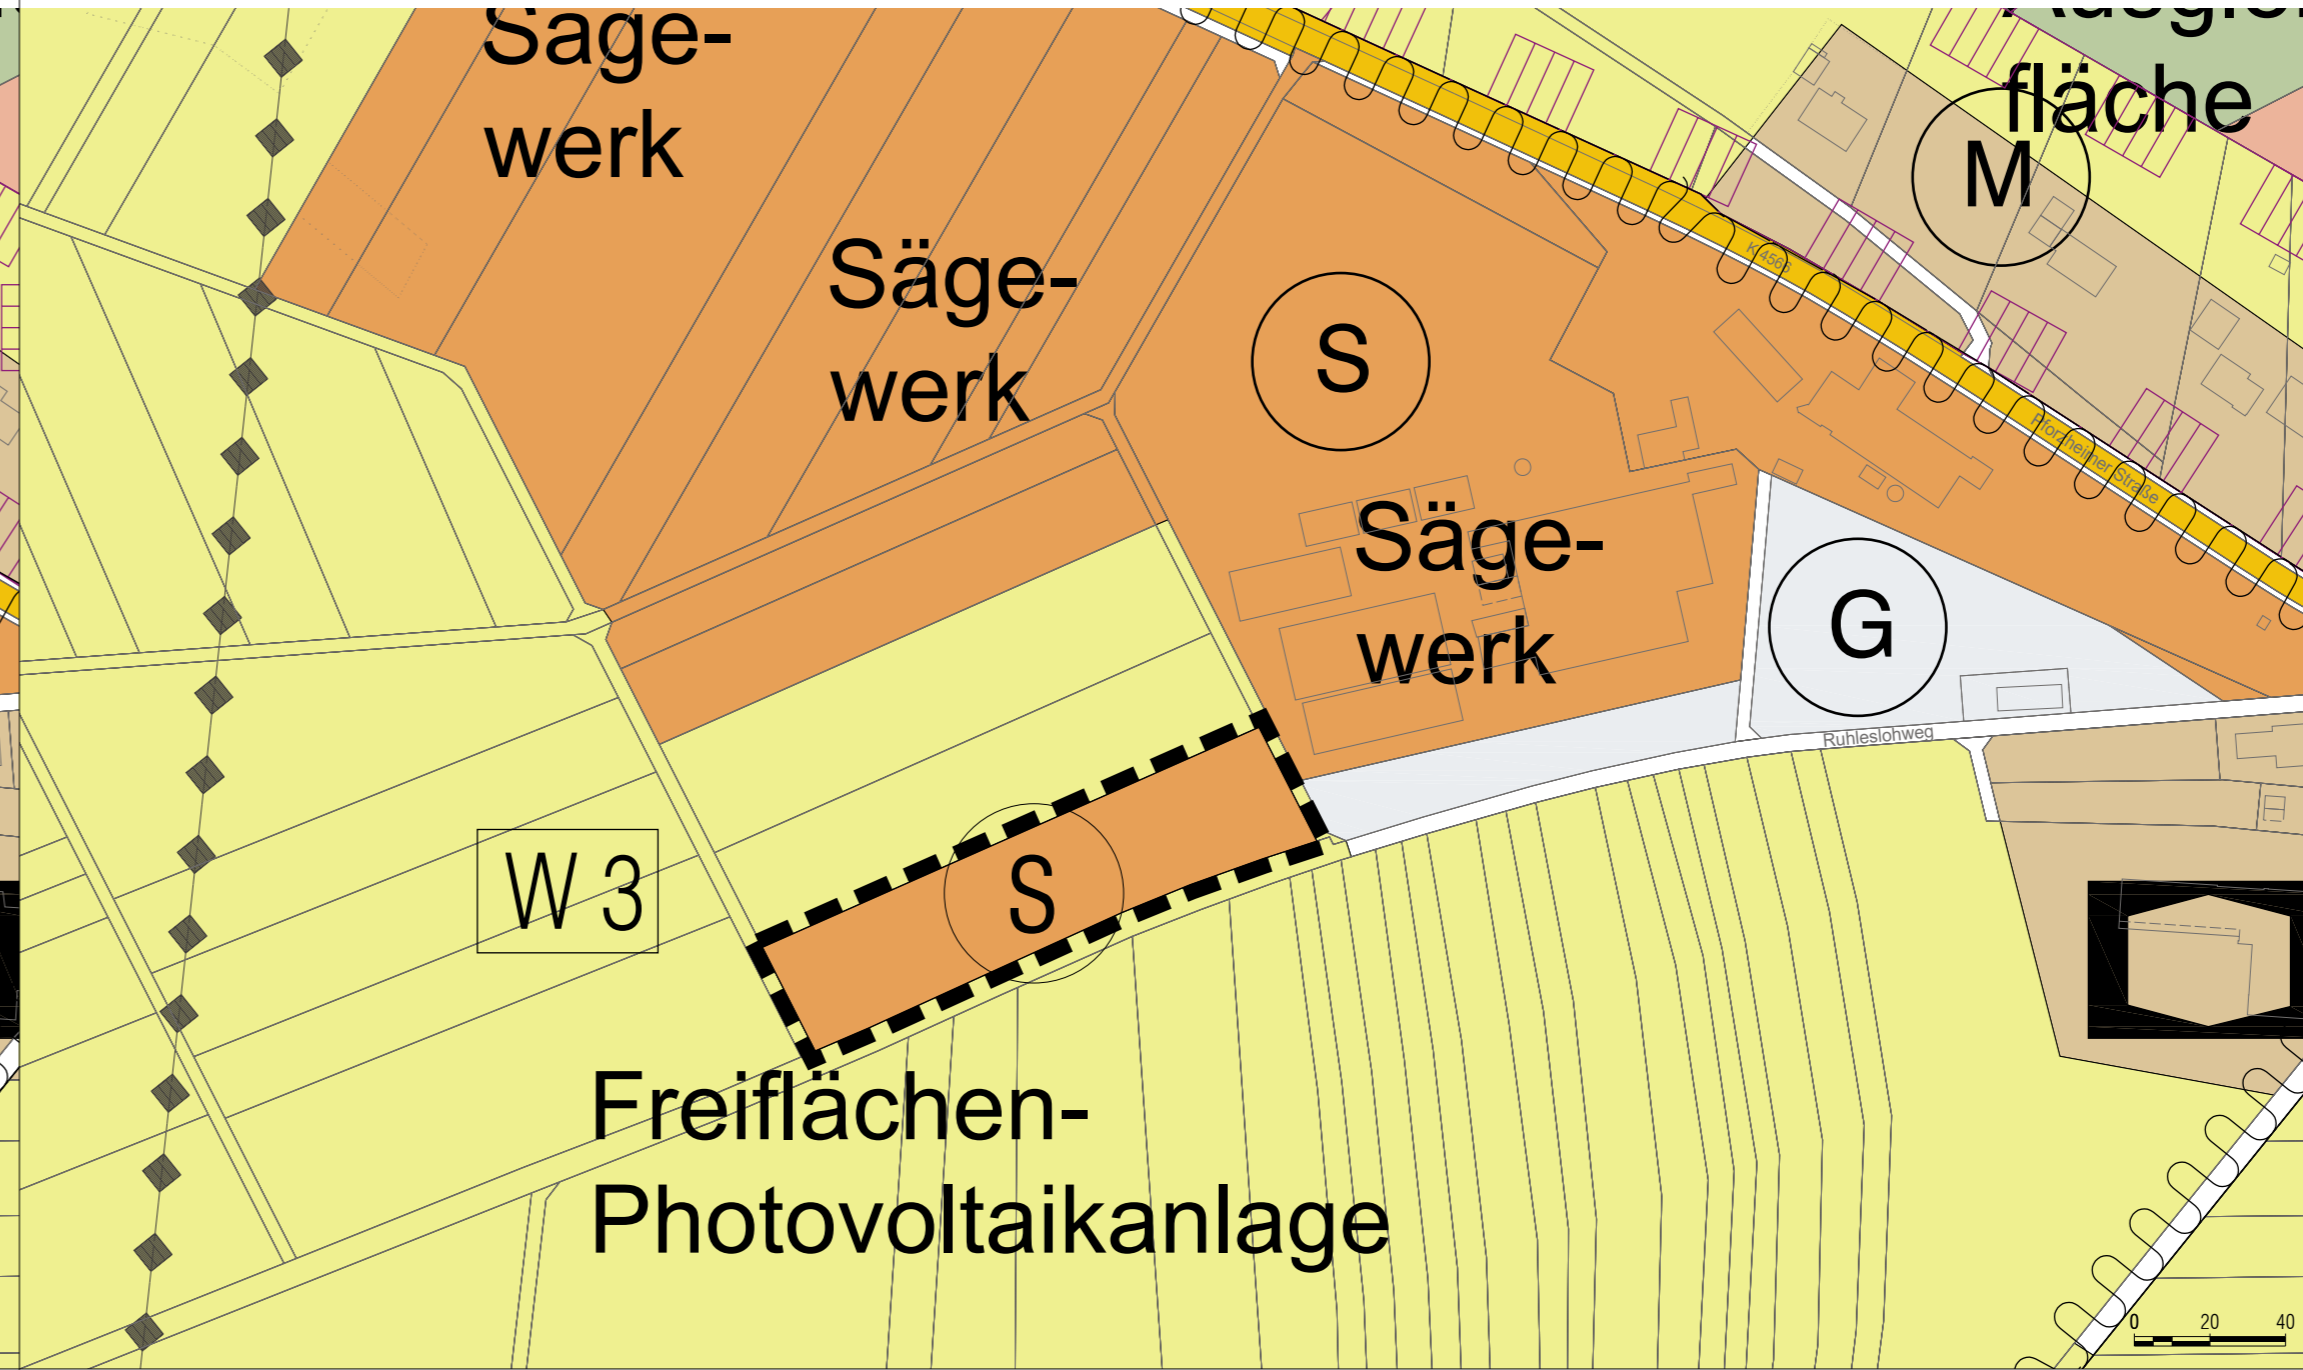 Säge-
werk
fläche
M
Säge-
werk
S
K 4566
Pforzheimer Straße
Säge-
werk
G
Ruhleslohweg
W 3
S
Freiflächen-
Photovoltaikanlage
0 20 40